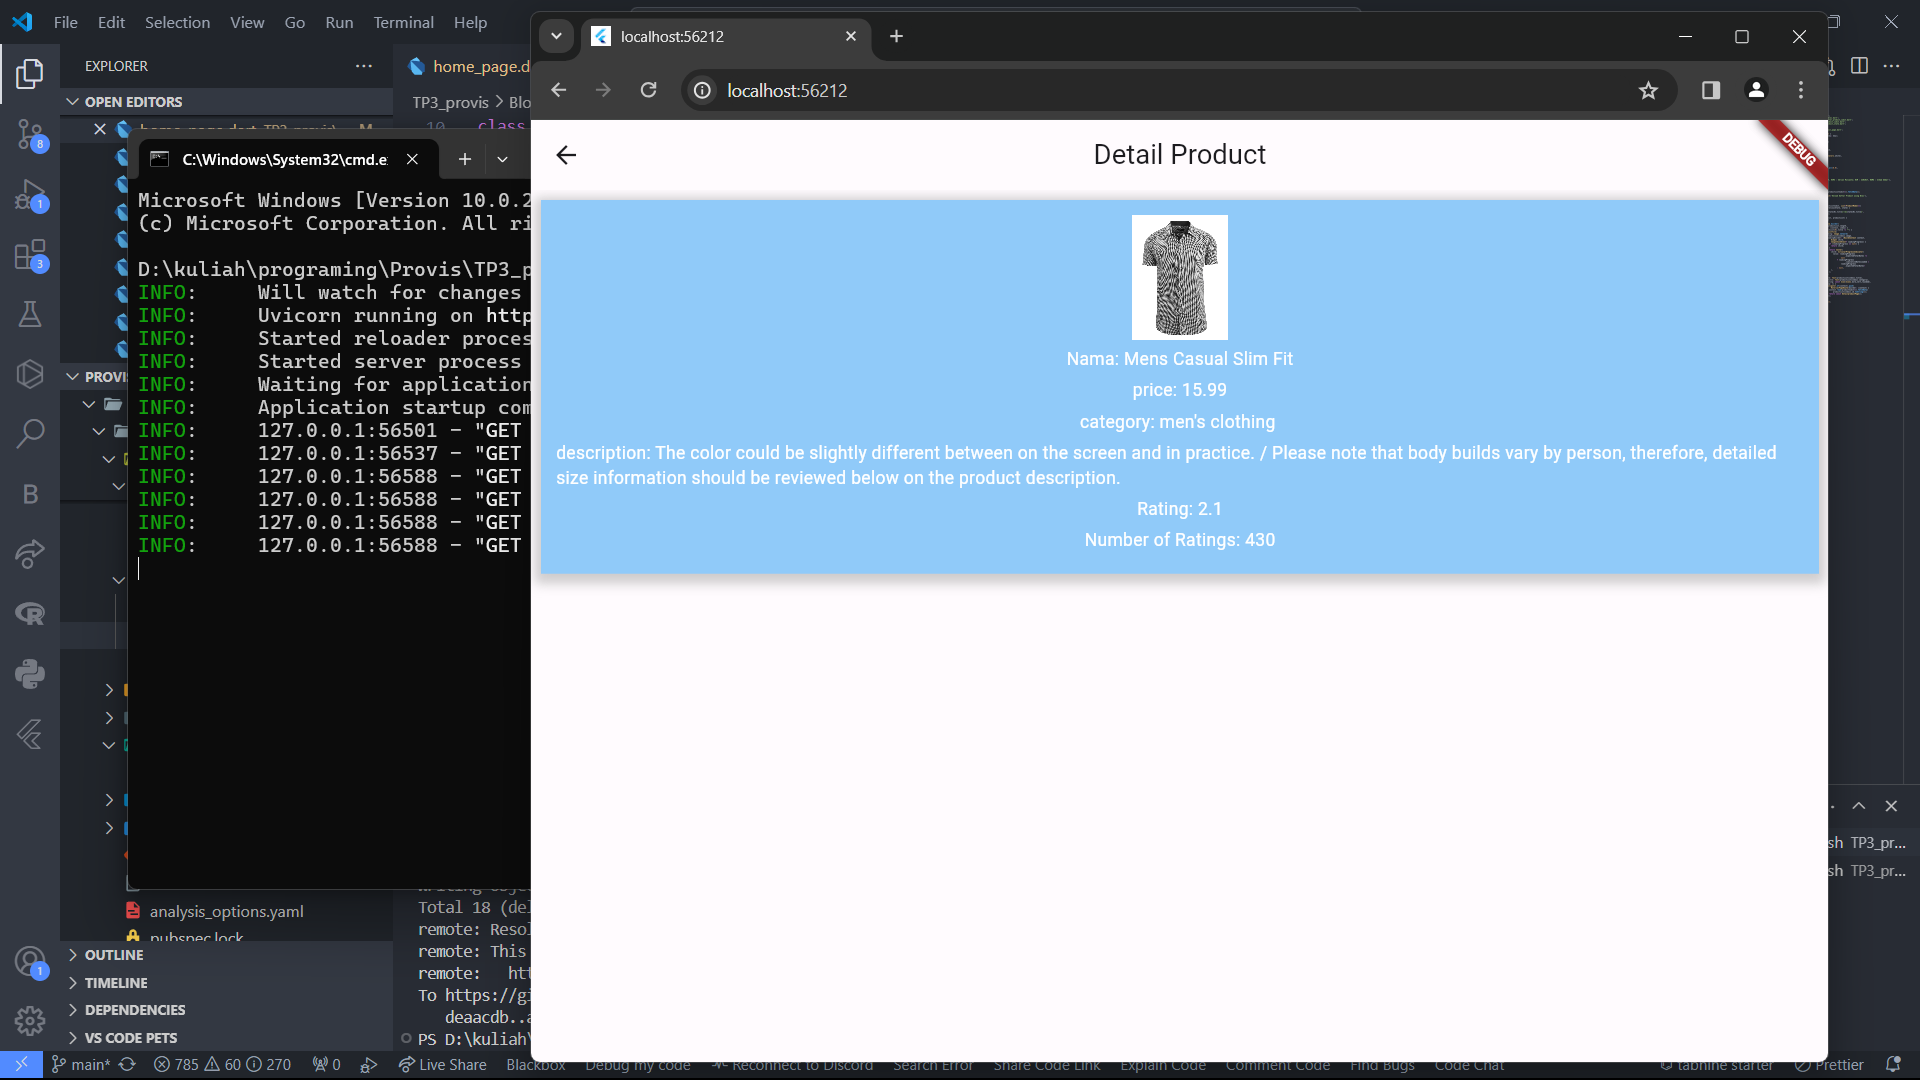 File Edit Selection View Go Run Terminal Help
EXPLORER
OPEN EDITORS
home_page.d
TP3_provis > Blo
10 class
C:\Windows\System32\cmd.e
Microsoft Windows [Version 10.0.2
(c) Microsoft Corporation. All ri
D:\kuliah\programing\Provis\TP3_p
INFO: Will watch for changes
INFO: Uvicorn running on http
INFO: Started reloader proces
INFO: Started server process
INFO: Waiting for application
INFO: Application startup com
INFO: 127.0.0.1:56501 - "GET
INFO: 127.0.0.1:56537 - "GET
INFO: 127.0.0.1:56588 - "GET
INFO: 127.0.0.1:56588 - "GET
INFO: 127.0.0.1:56588 - "GET
INFO: 127.0.0.1:56588 - "GET
PROVIS
8
1
3
B
R
analysis_options.yaml
pubspec.lock
OUTLINE
TIMELINE
DEPENDENCIES
VS CODE PETS
1
Total 18 (del
remote: Resol
remote: This
remote: htt
To https://gi
deaacdb..a
PS D:\kuliah\
localhost:56212
localhost:56212
Detail Product
DEBUG
Nama: Mens Casual Slim Fit
price: 15.99
category: men's clothing
description: The color could be slightly different between on the screen and in practice. / Please note that body builds vary by person, therefore, detailed
size information should be reviewed below on the product description.
Rating: 2.1
Number of Ratings: 430
sh TP3_pr...
sh TP3_pr...
main* 785 60 270 0 Live Share Blackbox Debug my code Reconnect to Discord Search Error Share Code Link Explain Code Comment Code Find Bugs Code Chat tabnine starter Prettier